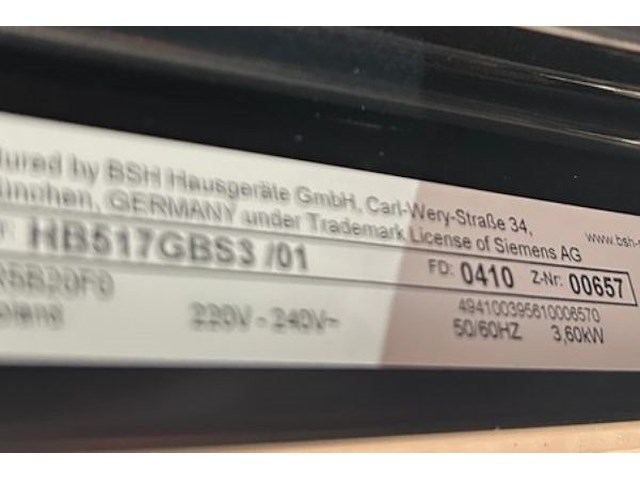 ured by BSH Hausgeräte GmbH, Carl-Wery-Straße 34,
München, GERMANY under Trademark License of Siemens AG
www.bsh-
HB517GBS3 /01 FD: 0410 Z-Nr: 00657
494100395810006570
220V - 240V~ 50/60HZ 3,60kW